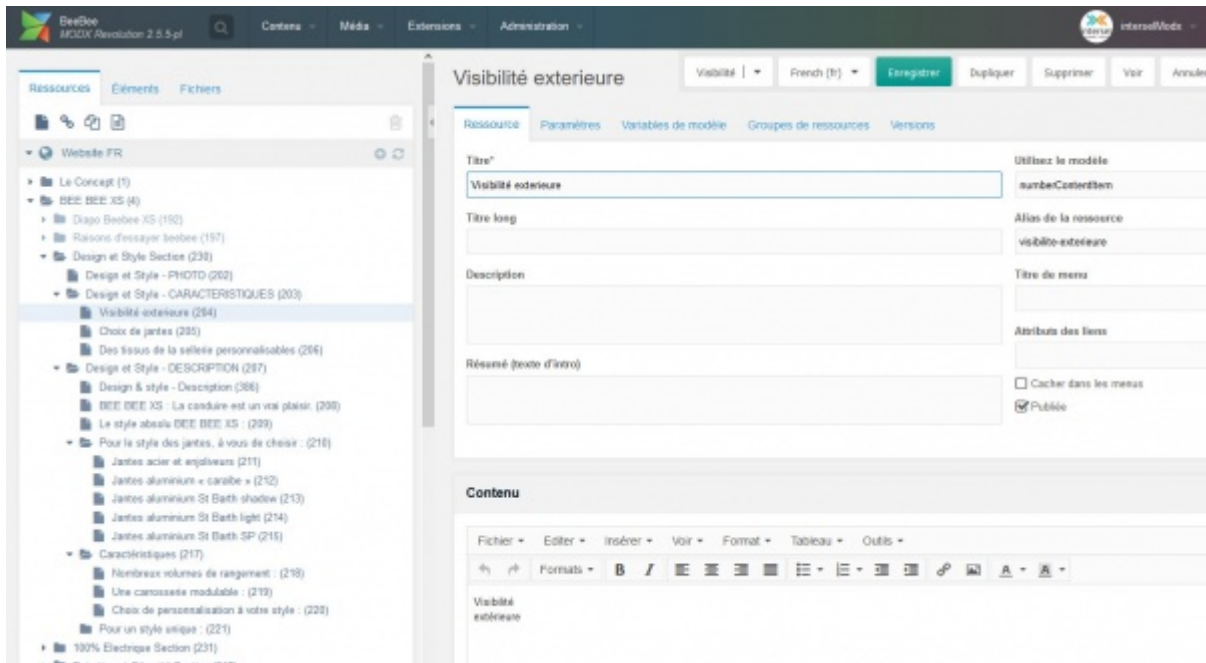 BeeBee
MODX Revolution 2.5.5-pl
Contenu
Média
Extensions
Administration
interselModx
Ressources
Éléments
Fichiers
Website FR
Le Concept (1)
BEE BEE XS (4)
Diapo Beebee XS (192)
Raisons d'essayer beebee (197)
Design et Style Section (230)
Design et Style - PHOTO (202)
Design et Style - CARACTERISTIQUES (203)
Visibilité exterieure (204)
Choix de jantes (205)
Des tissus de la sellerie personnalisables (206)
Design et Style - DESCRIPTION (207)
Design & style - Description (386)
BEE BEE XS : La conduire est un vrai plaisir. (208)
Le style absolu BEE BEE XS : (209)
Pour le style des jantes, à vous de choisir : (210)
Jantes acier et enjoliveurs (211)
Jantes aluminium « caraibe » (212)
Jantes aluminium St Barth shadow (213)
Jantes aluminium St Barth light (214)
Jantes aluminium St Barth SP (215)
Caractéristiques (217)
Nombreux volumes de rangement : (218)
Une carrosserie modulable : (219)
Choix de personnalisation à votre style : (220)
Pour un style unique : (221)
100% Electrique Section (231)
Visibilité exterieure
Visibilité
French (fr)
Enregistrer
Dupliquer
Supprimer
Voir
Annuler
Ressource
Paramètres
Variables de modèle
Groupes de ressources
Versions
Titre*
Visibilité exterieure
Titre long
Description
Résumé (texte d'intro)
Utilisez le modèle
numberContentItem
Alias de la ressource
visibilite-exterieure
Titre de menu
Attributs des liens
Cacher dans les menus
Publiée
Contenu
Fichier
Editer
Insérer
Voir
Format
Tableau
Outils
Formats
B
I
A
A
Visibilité
extérieure